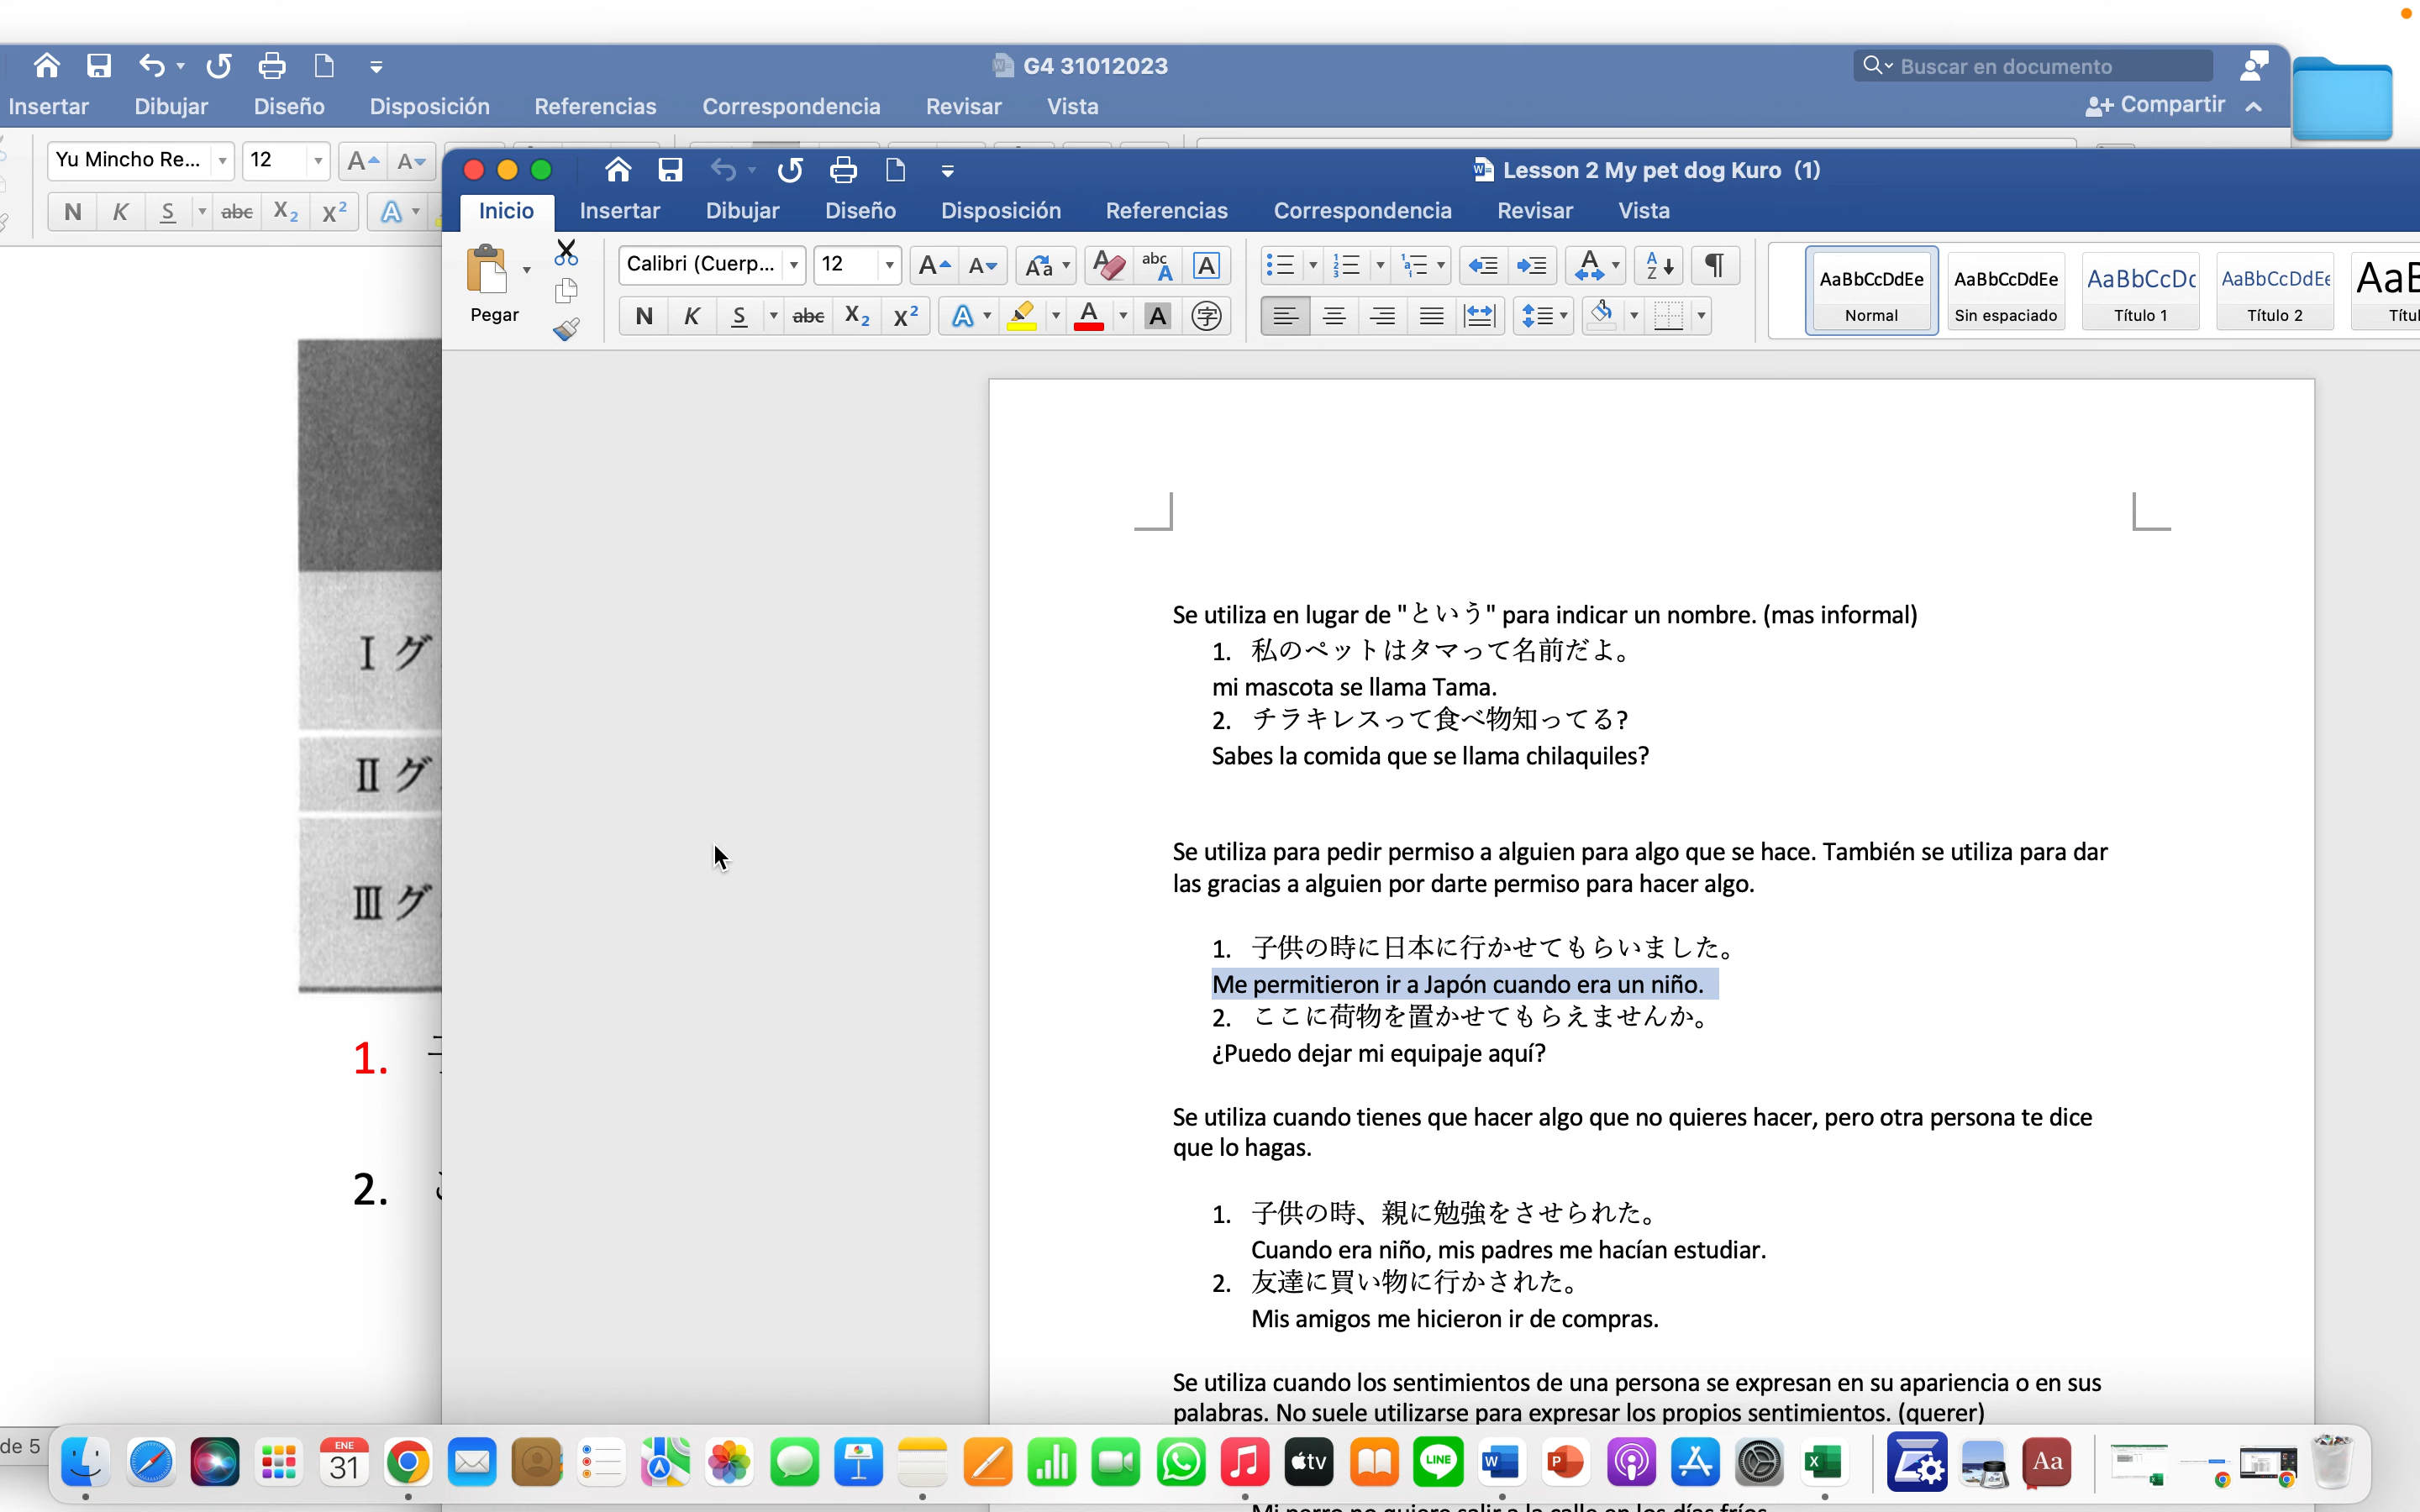 G4 31012023
Buscar en documento
Insertar Dibujar Diseño Disposición Referencias Correspondencia Revisar Vista
Compartir
Yu Mincho Re... 12
Lesson 2 My pet dog Kuro (1)
Inicio Insertar Dibujar Diseño Disposición Referencias Correspondencia Revisar Vista
Calibri (Cuerp... 12
Pegar
N K S abc X₂ X²
AaBbCcDdEe AaBbCcDdEe AaBbCcDc AaBbCcDdEe AaB
Normal Sin espaciado Título 1 Título 2 Títul
Se utiliza en lugar de "という" para indicar un nombre. (mas informal)
1. 私のペットはタマって名前だよ。
mi mascota se llama Tama.
2. チラキレスって食べ物知ってる?
Sabes la comida que se llama chilaquiles?
Se utiliza para pedir permiso a alguien para algo que se hace. También se utiliza para dar
las gracias a alguien por darte permiso para hacer algo.
1. 子供の時に日本に行かせてもらいました。
Me permitieron ir a Japón cuando era un niño.
2. ここに荷物を置かせてもらえませんか。
¿Puedo dejar mi equipaje aquí?
Se utiliza cuando tienes que hacer algo que no quieres hacer, pero otra persona te dice
que lo hagas.
1. 子供の時、親に勉強をさせられた。
Cuando era niño, mis padres me hacían estudiar.
2. 友達に買い物に行かされた。
Mis amigos me hicieron ir de compras.
Se utiliza cuando los sentimientos de una persona se expresan en su apariencia o en sus
palabras. No suele utilizarse para expresar los propios sentimientos. (querer)
Ⅰグ
Ⅱグ
Ⅲグ
1.
2.
de 5
ENE
31
tv
LINE
W
P
X
Aa